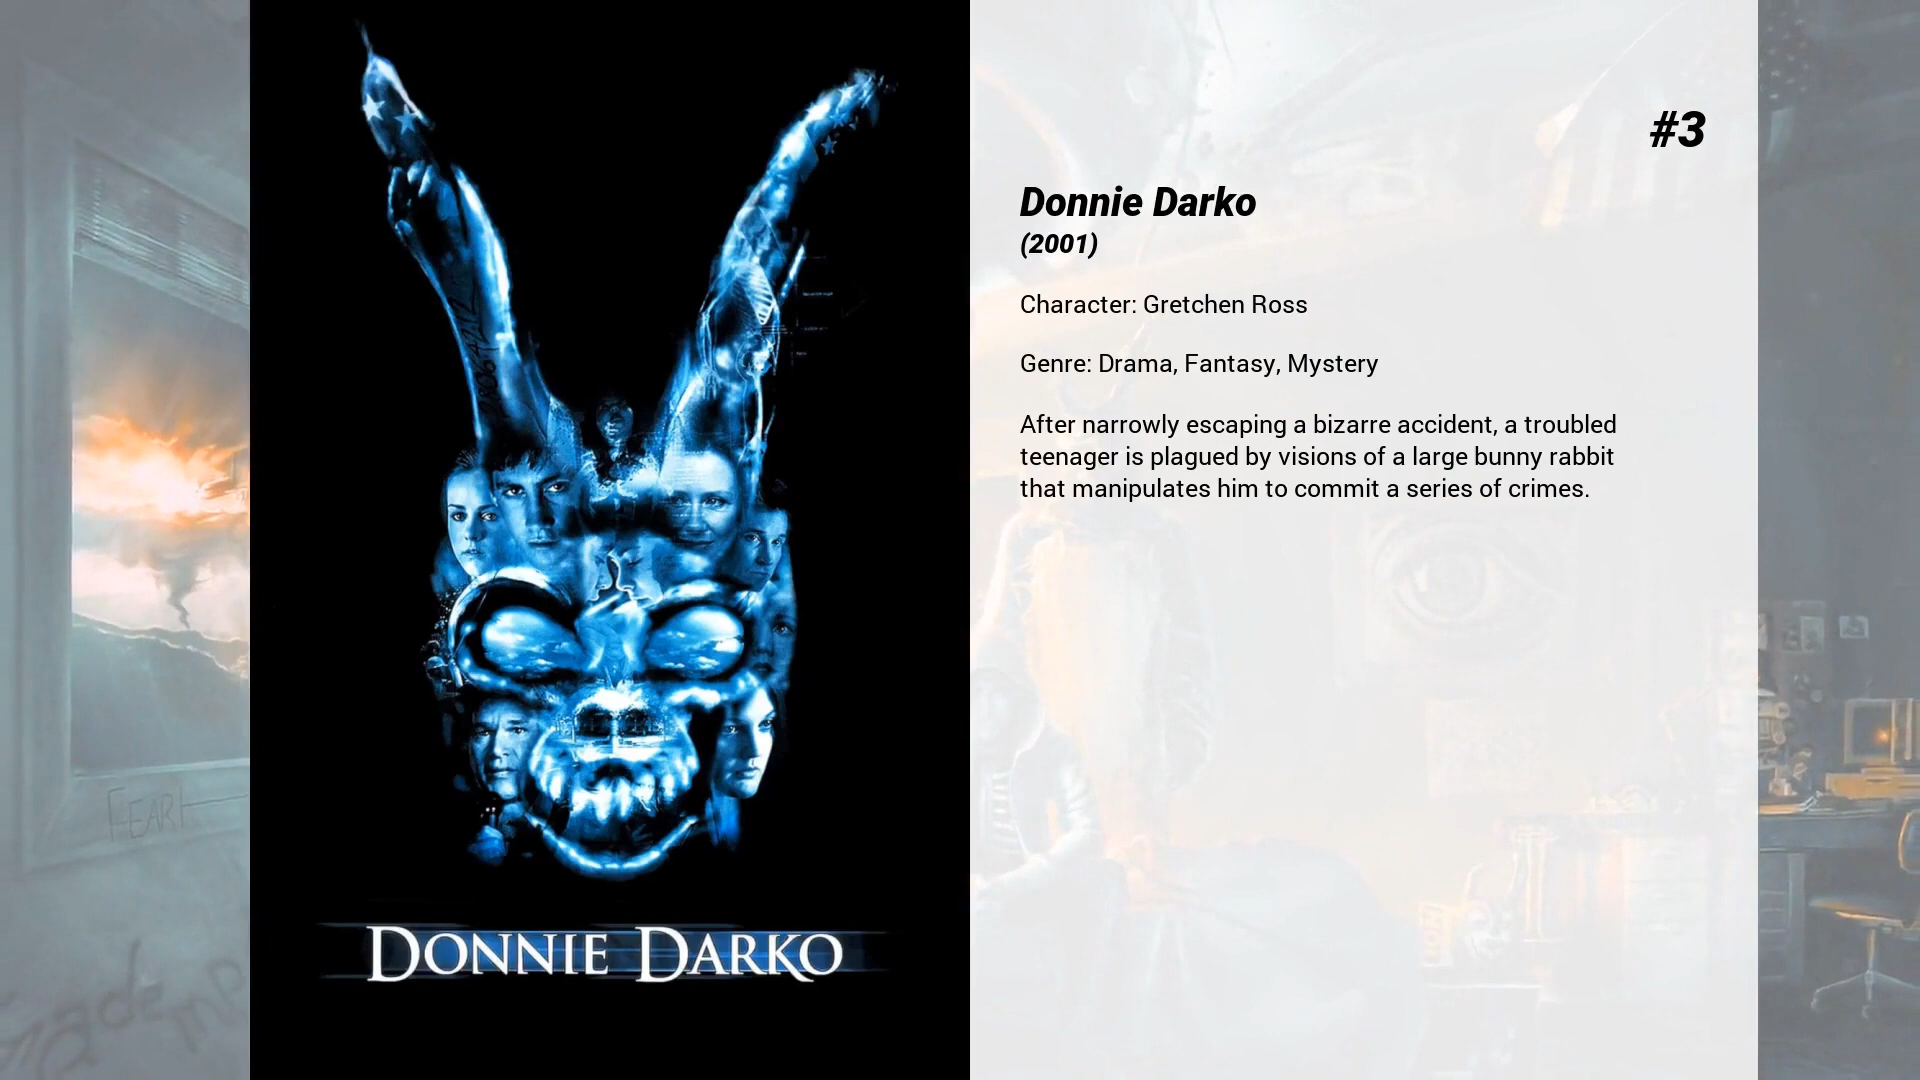 #3
Donnie Darko
(2001)
Character: Gretchen Ross
Genre: Drama, Fantasy, Mystery
After narrowly escaping a bizarre accident, a troubled
teenager is plagued by visions of a large bunny rabbit
that manipulates him to commit a series of crimes.
DONNIE DARKO
FEAR